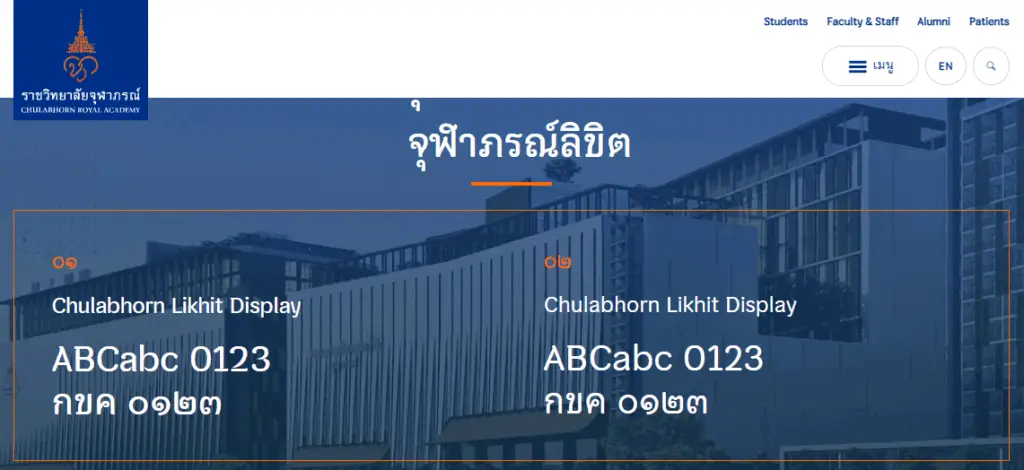 Students Faculty & Staff Alumni Patients
ราชวิทยาลัยจุฬาภรณ์
CHULABHORN ROYAL ACADEMY
เมนู
EN
จุฬาภรณ์ลิขิต
๐๑
Chulabhorn Likhit Display
ABCabc 0123
กขค ๐๑๒๓
๐๒
Chulabhorn Likhit Display
ABCabc 0123
กขค ๐๑๒๓